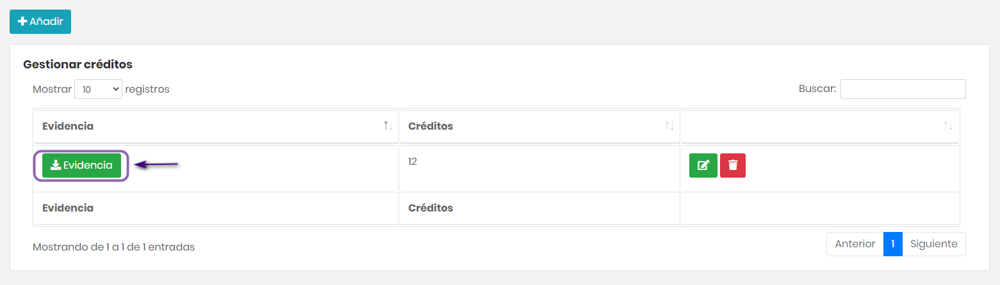 Añadir
Gestionar créditos
Mostrar 10 registros Buscar:
Evidencia Créditos
Evidencia 12
Evidencia Créditos
Mostrando de 1 a 1 de 1 entradas Anterior 1 Siguiente